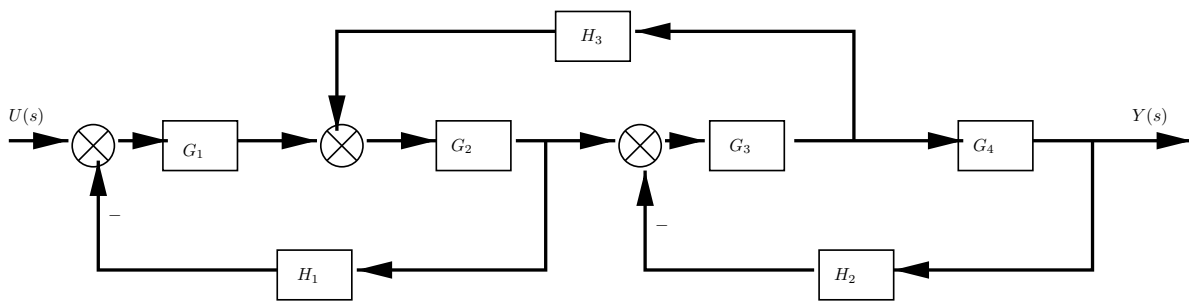 H₃
U(s)
Y(s)
G₁
G₂
G₃
G₄
−
−
H₁
H₂